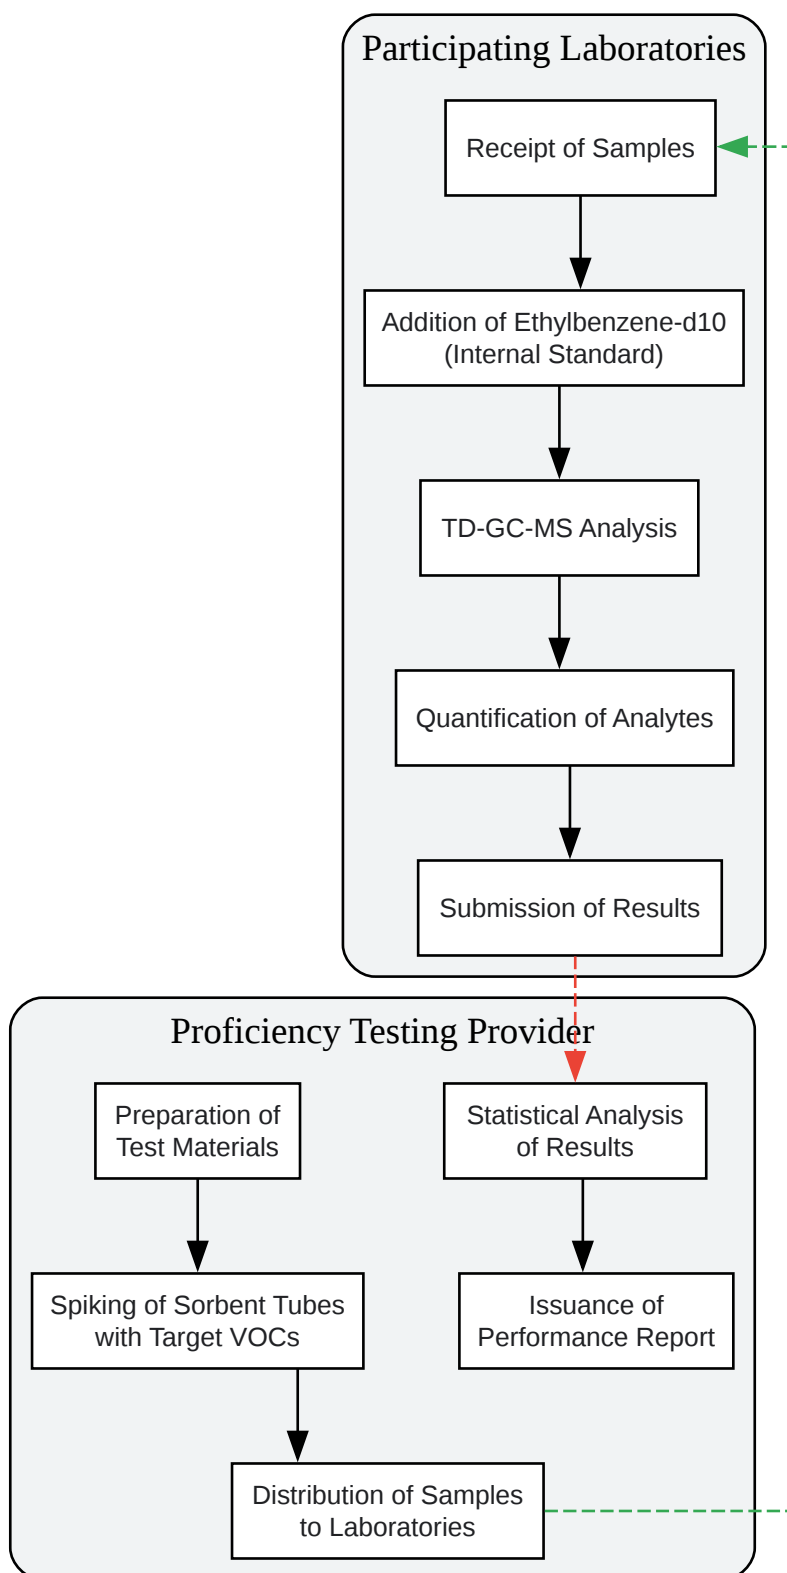 Participating Laboratories
Receipt of Samples
Addition of Ethylbenzene-d10
(Internal Standard)
TD-GC-MS Analysis
Quantification of Analytes
Submission of Results
Proficiency Testing Provider
Preparation of
Test Materials
Statistical Analysis
of Results
Spiking of Sorbent Tubes
with Target VOCs
Issuance of
Performance Report
Distribution of Samples
to Laboratories